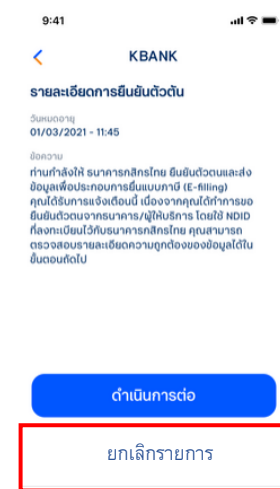 9:41
KBANK
รายละเอียดการยืนยันตัวตัน
วันหมดอายุ
01/03/2021 - 11:45
ข้อความ
ท่านกำลังให้ ธนาคารกสิกรไทย ยืนยันตัวตนและส่ง
ข้อมูลเพื่อประกอบการยื่นแบบภาษี (E-filling)
คุณได้รับการแจ้งเตือนนี้ เนื่องจากคุณได้ทำการขอ
ยืนยันตัวตนจากธนาคาร/ผู้ให้บริการ โดยใช้ NDID
ที่ลงทะเบียนไว้กับธนาคารกสิกรไทย คุณสามารถ
ตรวจสอบรายละเอียดความถูกต้องของข้อมูลได้ใน
ขั้นตอนถัดไป
ดำเนินการต่อ
ยกเลิกรายการ